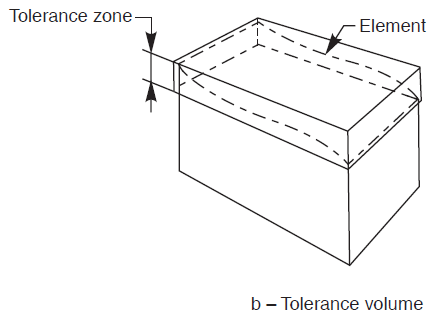 Tolerance zone
Element
b – Tolerance volume